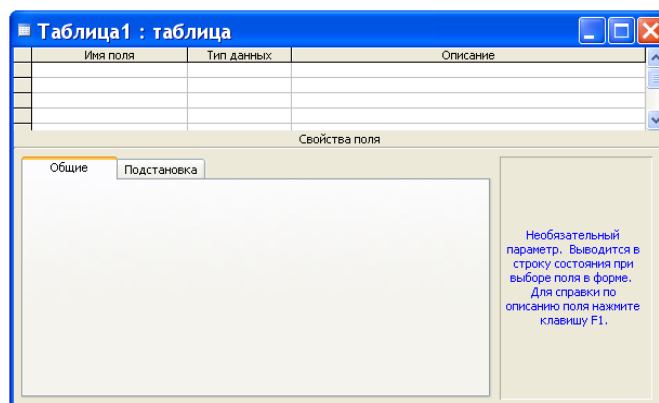 Таблица1 : таблица
Имя поля Тип данных Описание
Свойства поля
Общие Подстановка
Необязательный
параметр. Выводится в
строку состояния при
выборе поля в форме.
Для справки по
описанию поля нажмите
клавишу F1.